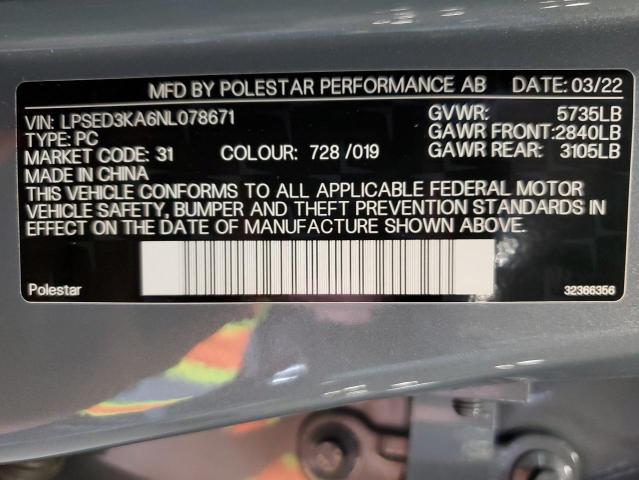 MFD BY POLESTAR PERFORMANCE AB DATE: 03/22
VIN: LPSED3KA6NL078671 GVWR: 5735LB
TYPE: PC GAWR FRONT:2840LB
MARKET CODE: 31 COLOUR: 728 /019 GAWR REAR: 3105LB
MADE IN CHINA
THIS VEHICLE CONFORMS TO ALL APPLICABLE FEDERAL MOTOR
VEHICLE SAFETY, BUMPER AND THEFT PREVENTION STANDARDS IN
EFFECT ON THE DATE OF MANUFACTURE SHOWN ABOVE.
Polestar 32366356